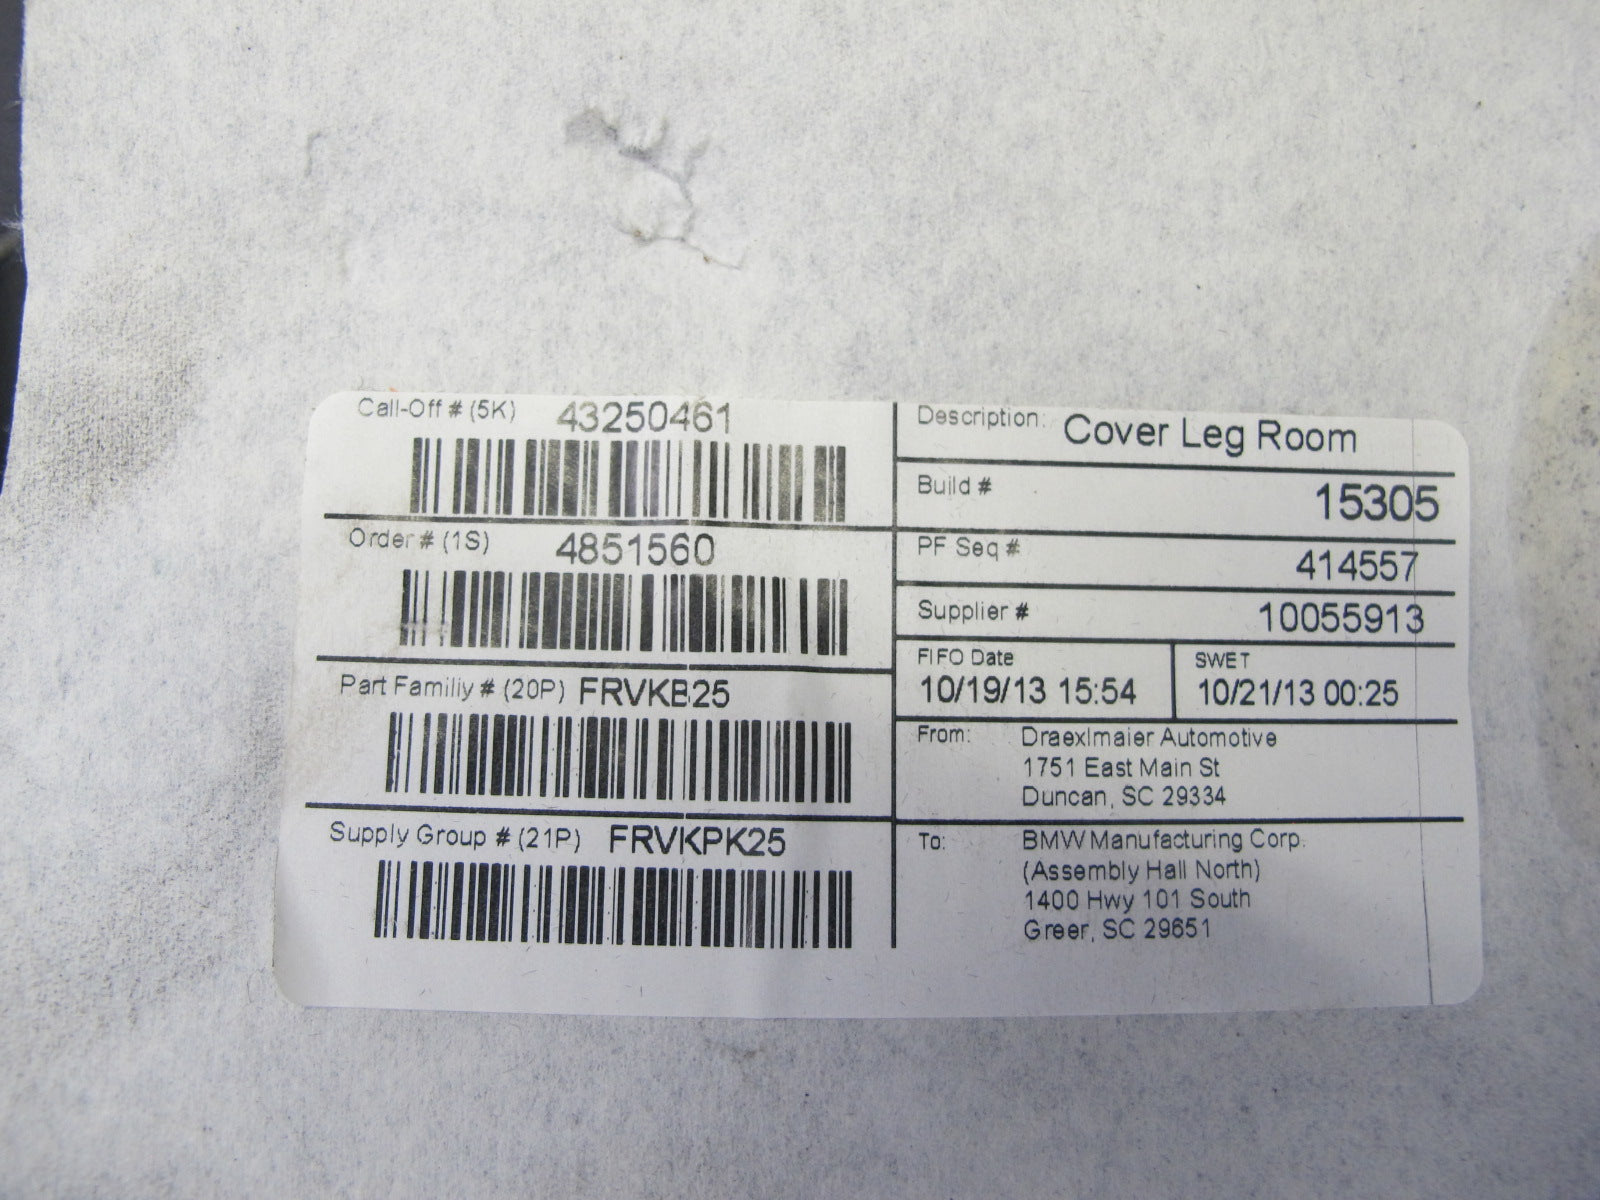 Call-Off # (5K) 43250461
Order # (1S) 4851560
Part Familiy # (20P) FRVKB25
Supply Group # (21P) FRVKPK25
Description: Cover Leg Room
Build # 15305
PF Seq # 414557
Supplier # 10055913
FIFO Date
10/19/13 15:54
SWET
10/21/13 00:25
From: Draexlmaier Automotive
1751 East Main St
Duncan, SC 29334
To: BMW Manufacturing Corp.
(Assembly Hall North)
1400 Hwy 101 South
Greer, SC 29651